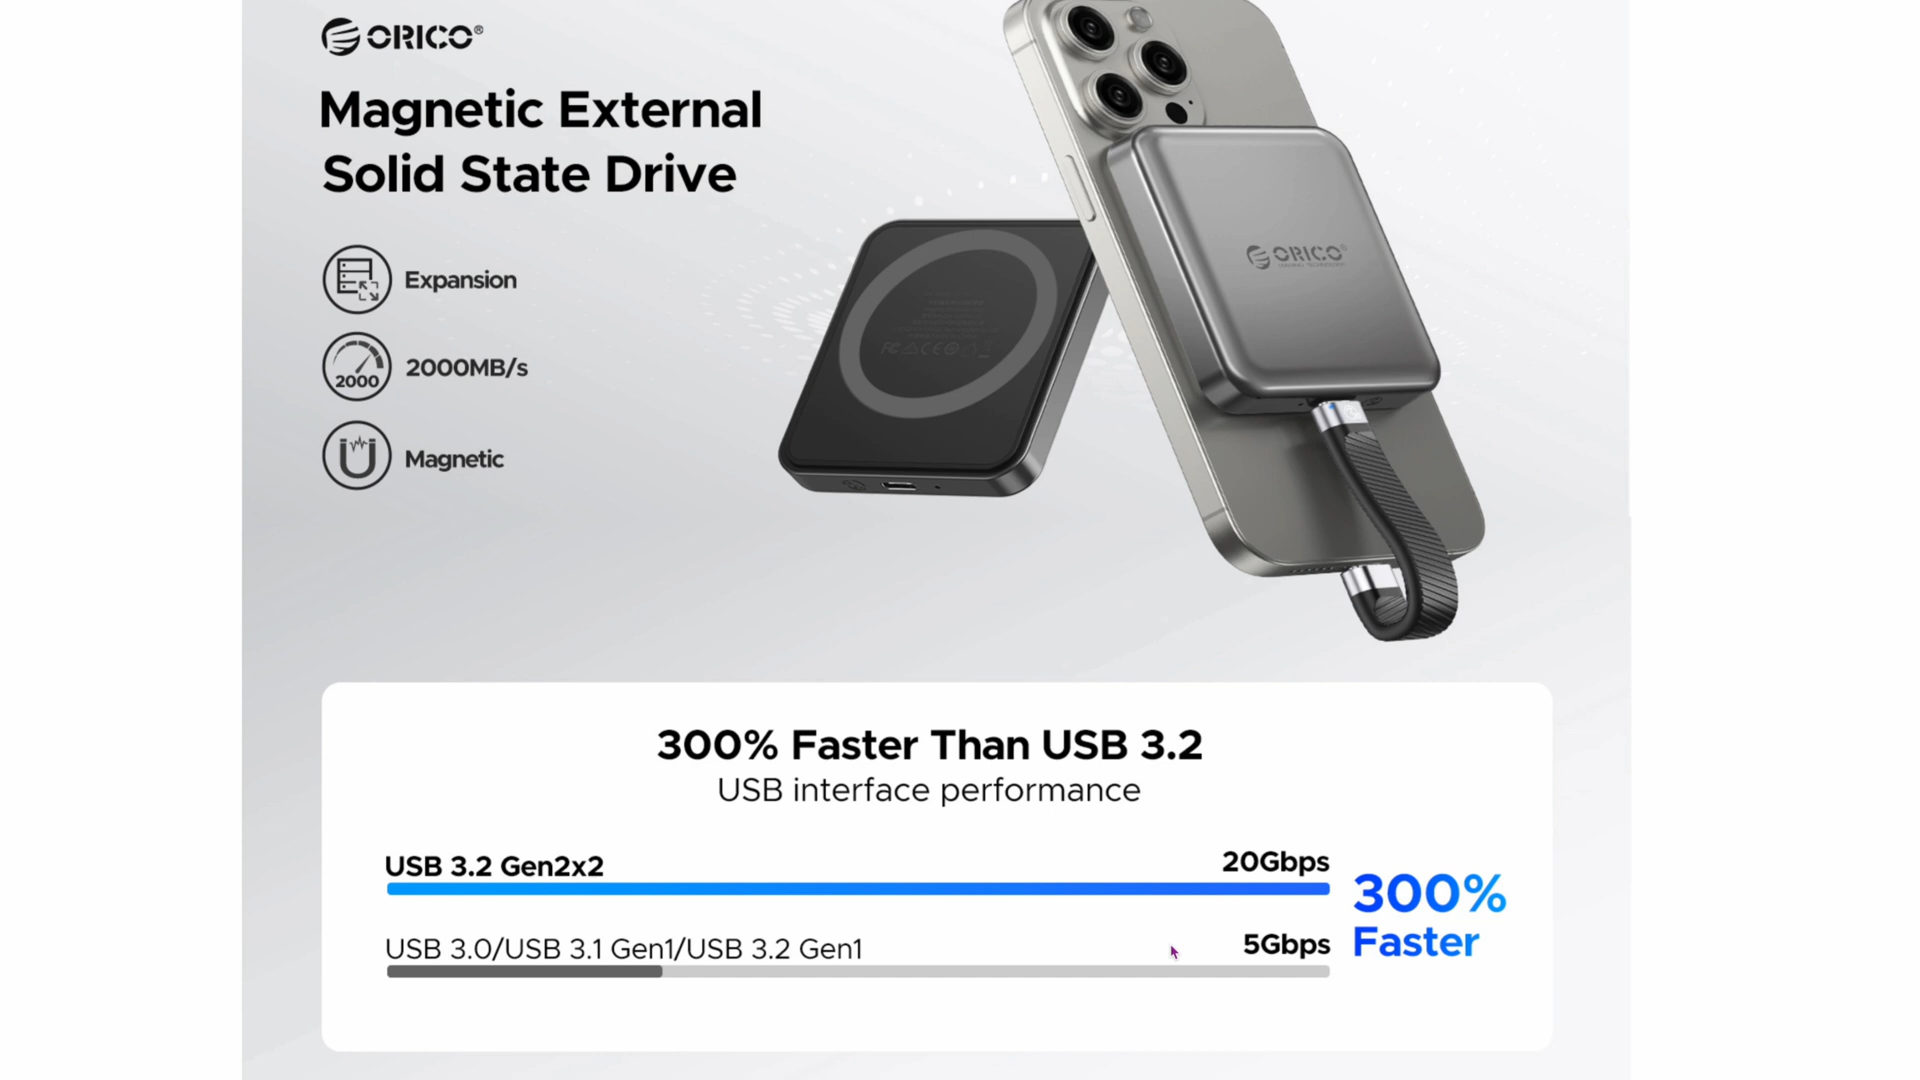 ORICO®
Magnetic External
Solid State Drive
Expansion
2000
2000MB/s
Magnetic
ORICO®
300% Faster Than USB 3.2
USB interface performance
USB 3.2 Gen2x2
20Gbps
USB 3.0/USB 3.1 Gen1/USB 3.2 Gen1
5Gbps
300%
Faster